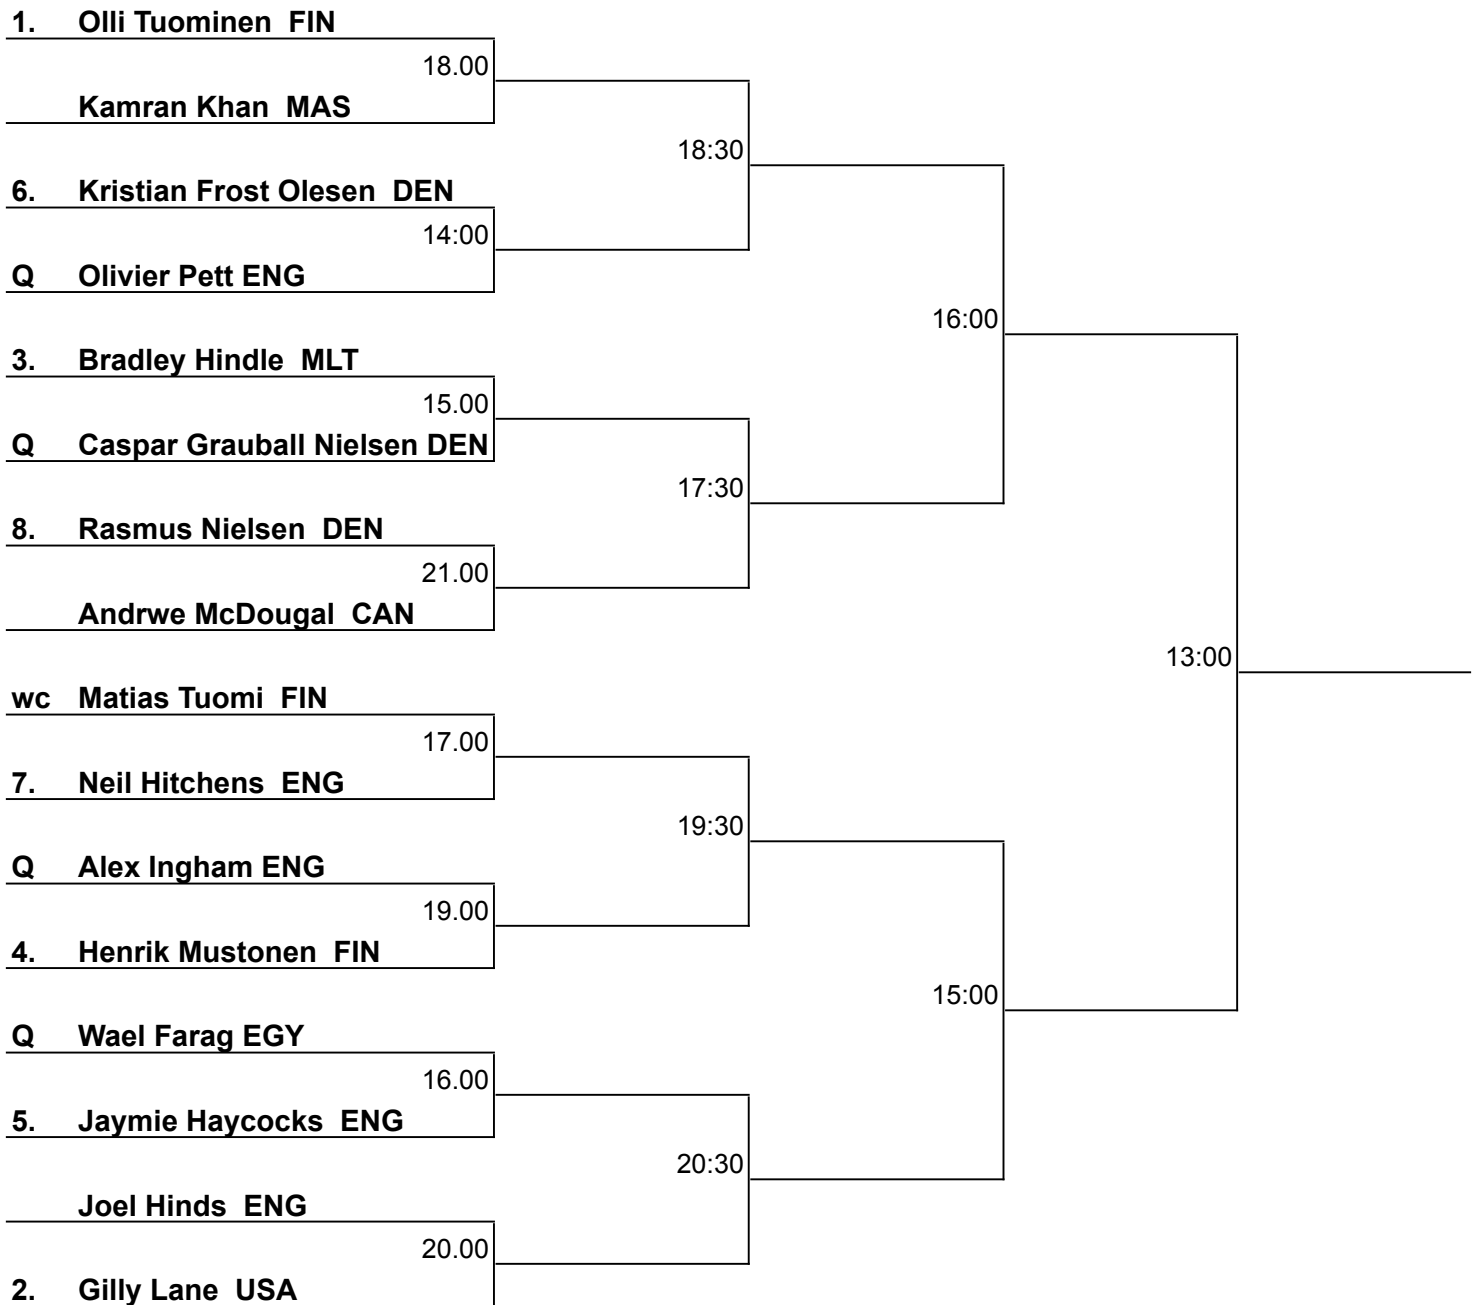 1. Olli Tuominen FIN
18.00
Kamran Khan MAS
18:30
6. Kristian Frost Olesen DEN
14:00
Q Olivier Pett ENG
16:00
3. Bradley Hindle MLT
15.00
Q Caspar Grauball Nielsen DEN
17:30
8. Rasmus Nielsen DEN
21.00
Andrwe McDougal CAN
13:00
wc Matias Tuomi FIN
17.00
7. Neil Hitchens ENG
19:30
Q Alex Ingham ENG
19.00
4. Henrik Mustonen FIN
15:00
Q Wael Farag EGY
16.00
5. Jaymie Haycocks ENG
20:30
Joel Hinds ENG
20.00
2. Gilly Lane USA